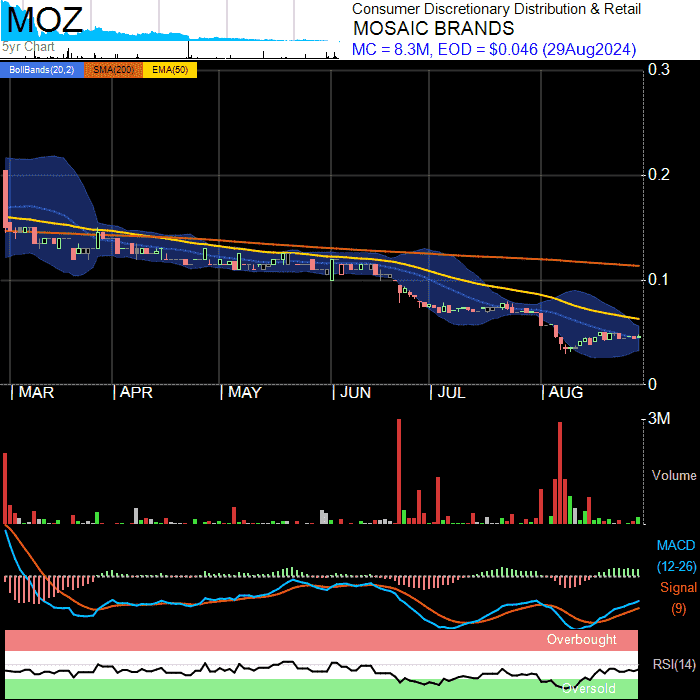 MOZ
5yr Chart
Consumer Discretionary Distribution & Retail
MOSAIC BRANDS
MC = 8.3M, EOD = $0.046 (29Aug2024)
BollBands(20,2) SMA(200) EMA(50)
0.3
0.2
0.1
0
MAR APR MAY JUN JUL AUG
3M
Volume
MACD
(12-26)
Signal
(9)
Overbought
RSI(14)
Oversold